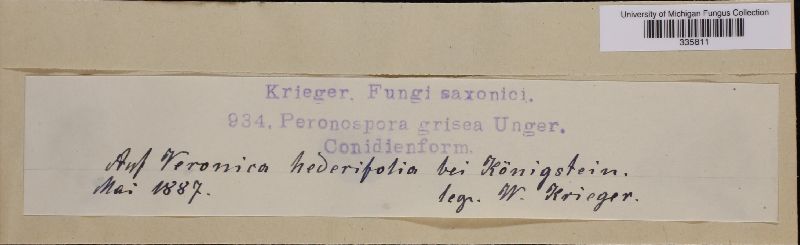 University of Michigan Fungus Collection
335811
Krieger. Fungi saxonici.
934. Peronospora grisea Unger.
Conidienform.
Auf Veronica hederifolia bei Königstein.
Mai 1887.
leg. W. Krieger.